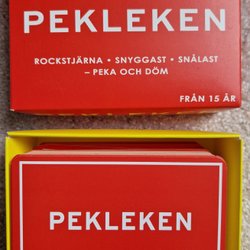 PEKLEKEN
ROCKSTJÄRNA • SNYGGAST • SNÅLAST
– PEKA OCH DÖM
FRÅN 15 ÅR
PEKLEKEN